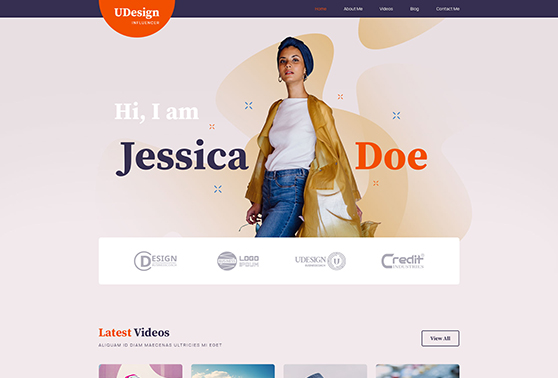 UDesign
INFLUENCER
Home About Me Videos Blog Contact Me
Hi, I am
Jessica Doe
DESIGN
LOGO
UDESIGN U
Credit
INDUSTRIES
Latest Videos
ALIQUAM ID DIAM MAECENAS ULTRICIES MI EGET
View All